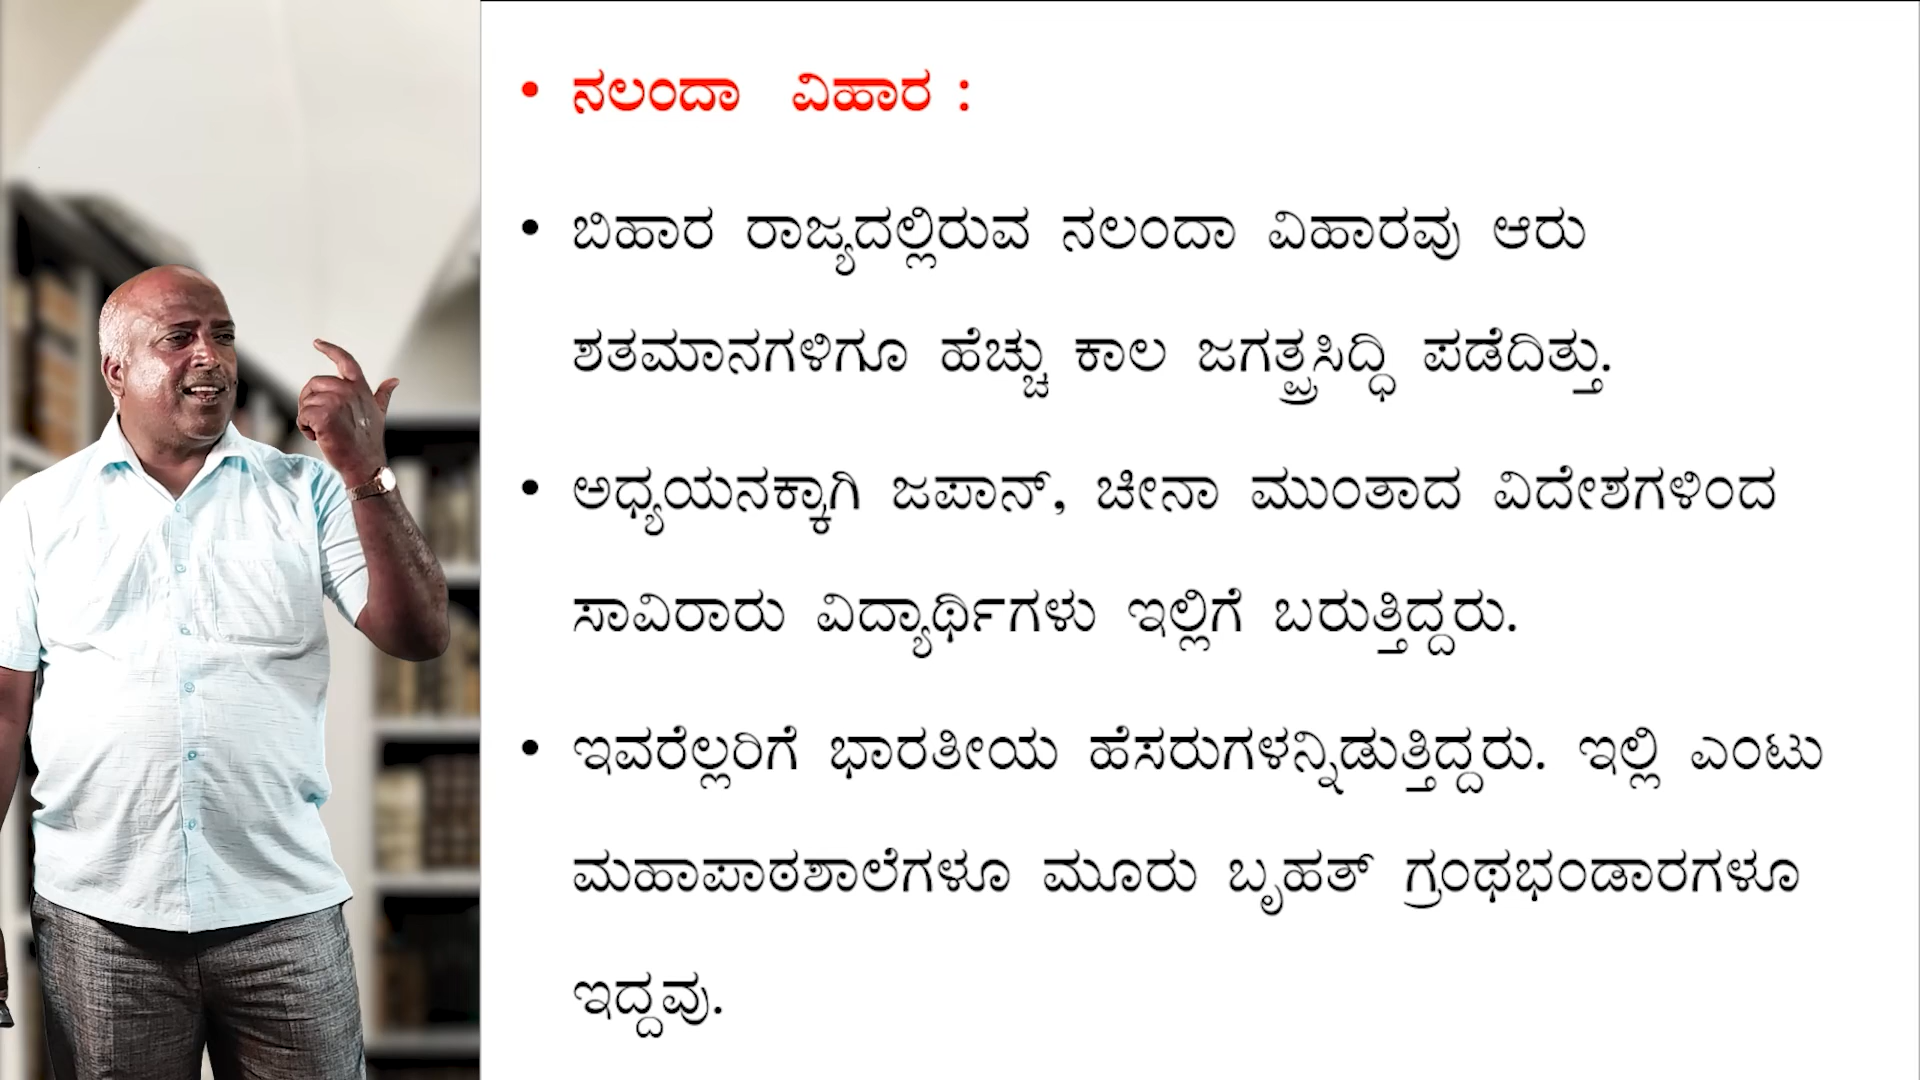 • ನಲಂದಾ ವಿಹಾರ :
• ಬಿಹಾರ ರಾಜ್ಯದಲ್ಲಿರುವ ನಲಂದಾ ವಿಹಾರವು ಆರು
ಶತಮಾನಗಳಿಗೂ ಹೆಚ್ಚು ಕಾಲ ಜಗತ್ಪ್ರಸಿದ್ಧಿ ಪಡೆದಿತ್ತು.
• ಅಧ್ಯಯನಕ್ಕಾಗಿ ಜಪಾನ್, ಚೀನಾ ಮುಂತಾದ ವಿದೇಶಗಳಿಂದ
ಸಾವಿರಾರು ವಿದ್ಯಾರ್ಥಿಗಳು ಇಲ್ಲಿಗೆ ಬರುತ್ತಿದ್ದರು.
• ಇವರೆಲ್ಲರಿಗೆ ಭಾರತೀಯ ಹೆಸರುಗಳನ್ನಿಡುತ್ತಿದ್ದರು. ಇಲ್ಲಿ ಎಂಟು
ಮಹಾಪಾಠಶಾಲೆಗಳೂ ಮೂರು ಬೃಹತ್ ಗ್ರಂಥಭಂಡಾರಗಳೂ
ಇದ್ದವು.